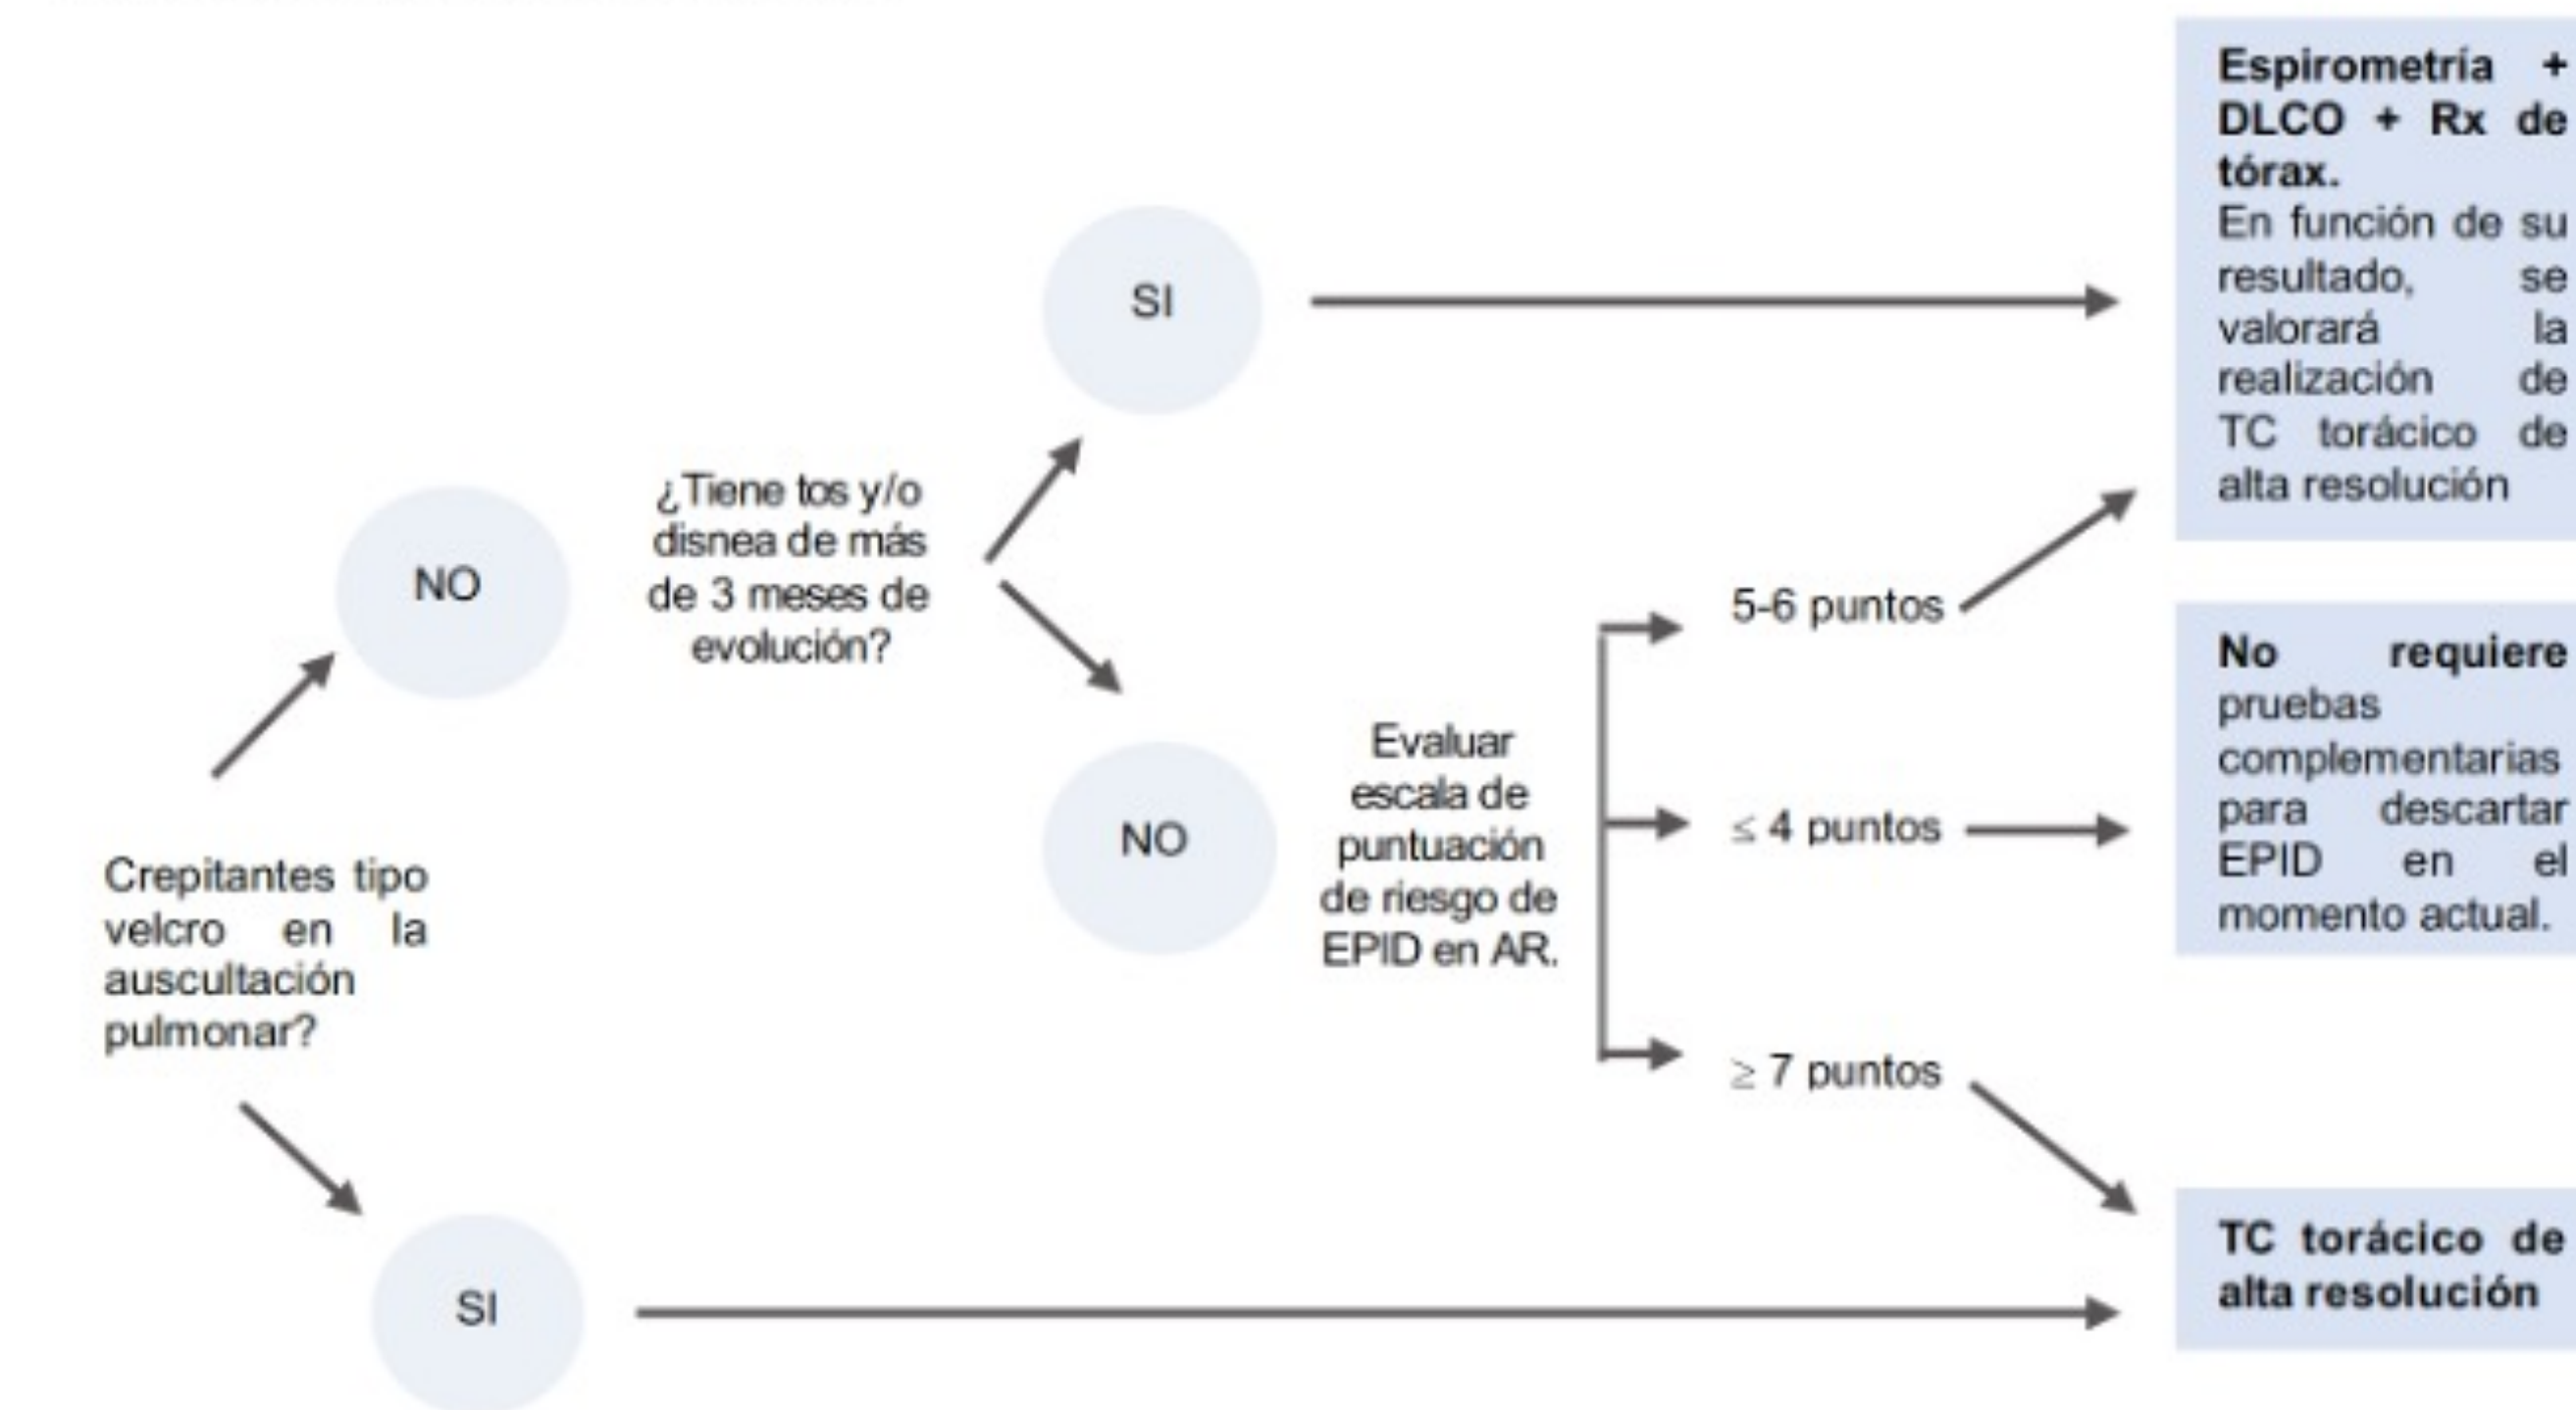 Crepitantes tipo
velcro en la
auscultación
pulmonar?
NO
SI
¿Tiene tos y/o
disnea de más
de 3 meses de
evolución?
SI
NO
Evaluar
escala de
puntuación
de riesgo de
EPID en AR.
5-6 puntos
≤ 4 puntos
≥ 7 puntos
Espirometría +
DLCO + Rx de
tórax.
En función de su
resultado, se
valorará la
realización de
TC torácico de
alta resolución
No requiere
pruebas
complementarias
para descartar
EPID en el
momento actual.
TC torácico de
alta resolución